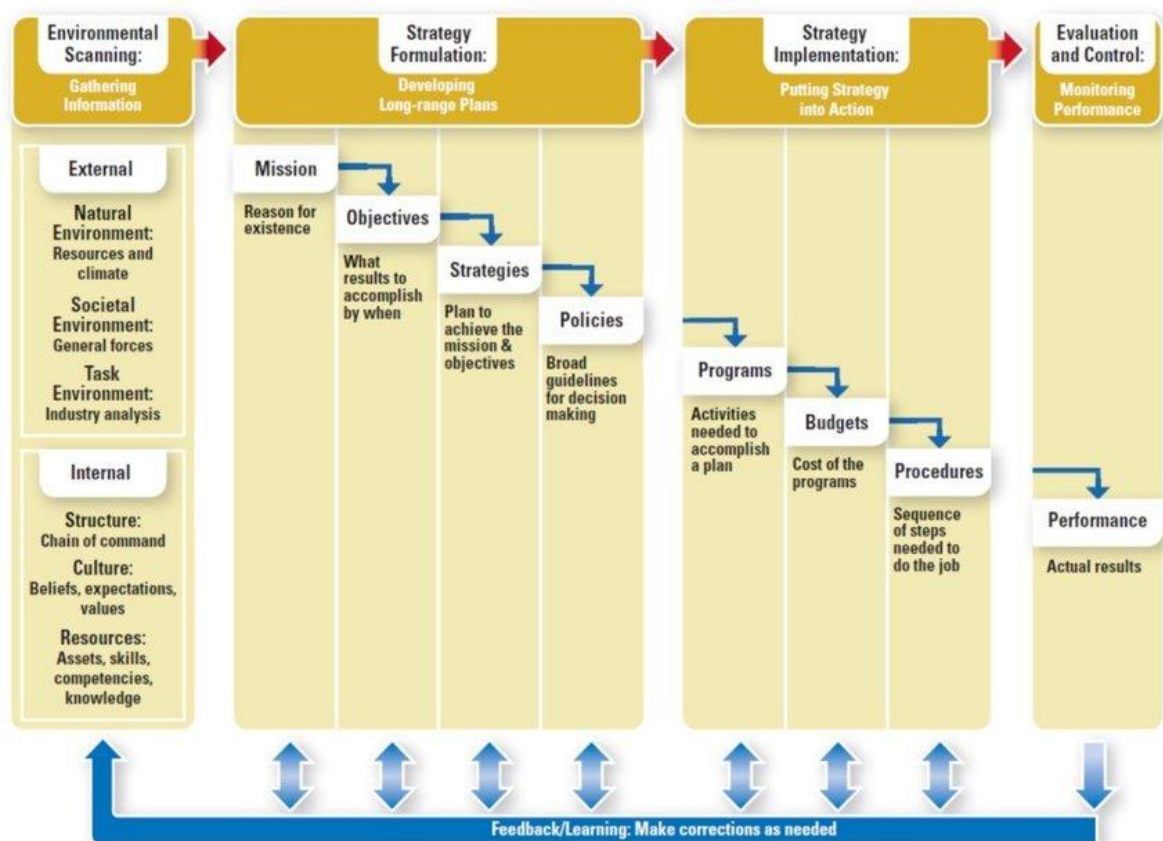 Environmental
Scanning:
Gathering
Information
Strategy
Formulation:
Developing
Long-range Plans
Strategy
Implementation:
Putting Strategy
into Action
Evaluation
and Control:
Monitoring
Performance
External
Natural
Environment:
Resources and
climate
Societal
Environment:
General forces
Task
Environment:
Industry analysis
Internal
Structure:
Chain of command
Culture:
Beliefs, expectations,
values
Resources:
Assets, skills,
competencies,
knowledge
Mission
Reason for
existence
Objectives
What
results to
accomplish
by when
Strategies
Plan to
achieve the
mission &
objectives
Policies
Broad
guidelines
for decision
making
Programs
Activities
needed to
accomplish
a plan
Budgets
Cost of the
programs
Procedures
Sequence
of steps
needed to
do the job
Performance
Actual results
Feedback/Learning: Make corrections as needed